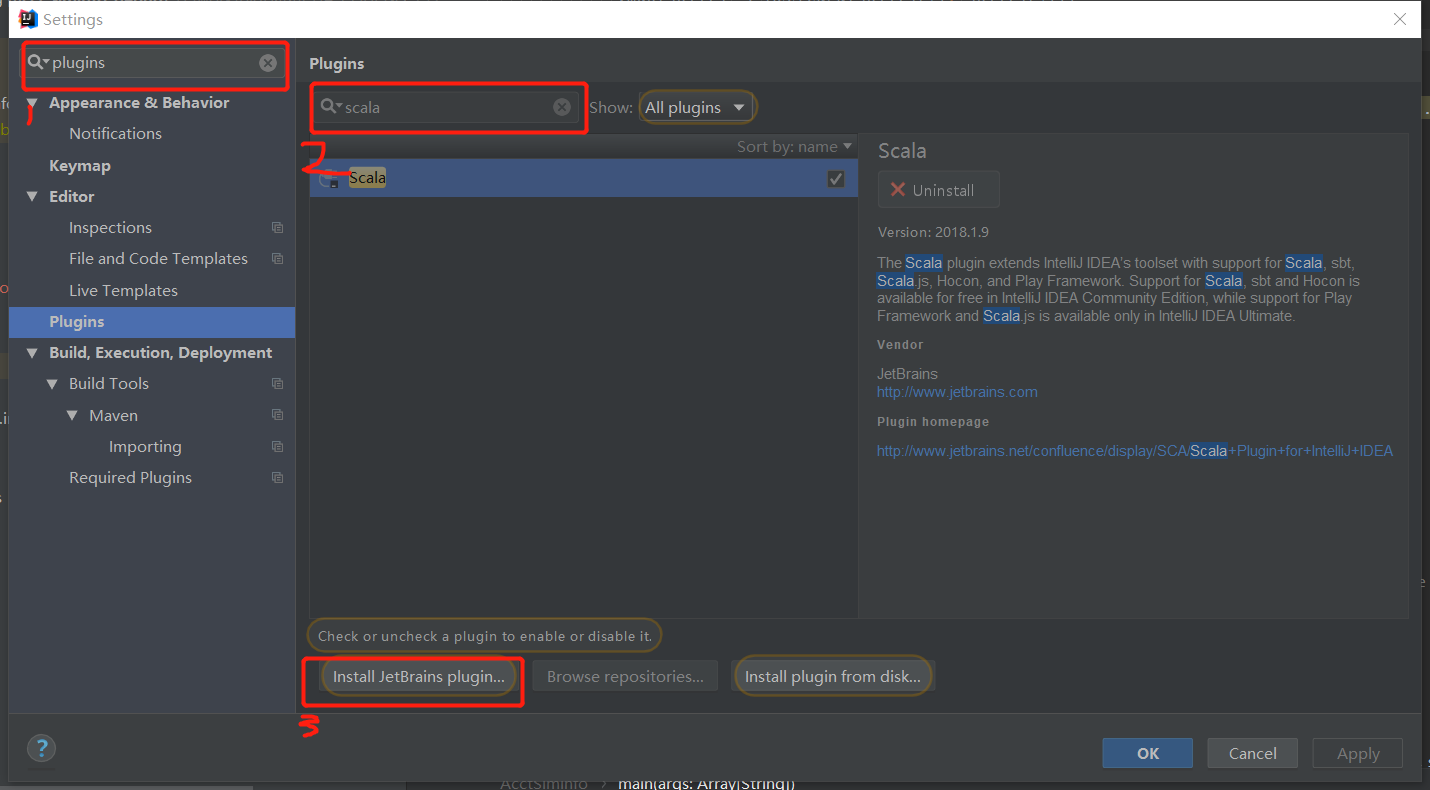 Settings
plugins
Appearance & Behavior
Notifications
Keymap
Editor
Inspections
File and Code Templates
Live Templates
Plugins
Build, Execution, Deployment
Build Tools
Maven
Importing
Required Plugins
1
Plugins
scala
Show: All plugins
2
Sort by: name
Scala
Check or uncheck a plugin to enable or disable it.
Install JetBrains plugin...
Browse repositories...
Install plugin from disk...
3
Scala
Uninstall
Version: 2018.1.9
The Scala plugin extends IntelliJ IDEA's toolset with support for Scala, sbt,
Scala.js, Hocon, and Play Framework. Support for Scala, sbt and Hocon is
available for free in IntelliJ IDEA Community Edition, while support for Play
Framework and Scala.js is available only in IntelliJ IDEA Ultimate.
Vendor
JetBrains
http://www.jetbrains.com
Plugin homepage
http://www.jetbrains.net/confluence/display/SCA/Scala+Plugin+for+IntelliJ+IDEA
?
OK
Cancel
Apply
AcctSimInfo › main(args: Array[String])